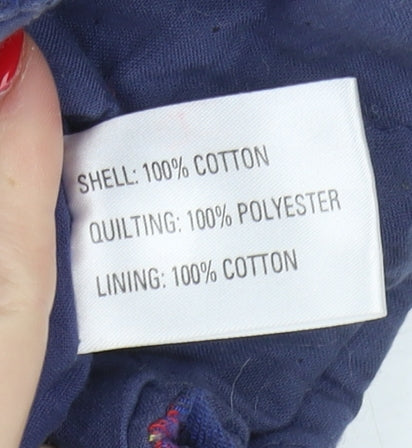 SHELL: 100% COTTON
QUILTING: 100% POLYESTER
LINING: 100% COTTON